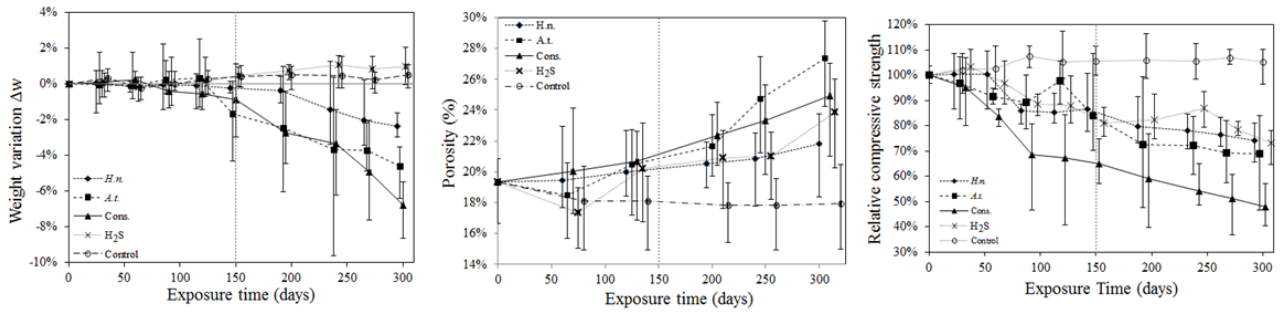 4%
2%
0%
-2%
-4%
-6%
-8%
-10%
Weight variation Δw
H.n.
A.t.
Cons.
H2S
Control
0 50 100 150 200 250 300
Exposure time (days)
30%
28%
26%
24%
22%
20%
18%
16%
14%
Porosity (%)
H.n.
A.t.
Cons.
H2S
Control
0 50 100 150 200 250 300
Exposure time (days)
120%
110%
100%
90%
80%
70%
60%
50%
40%
30%
Relative compressive strength
H.n.
A.t.
Cons.
H2S
Control
0 50 100 150 200 250 300
Exposure Time (days)